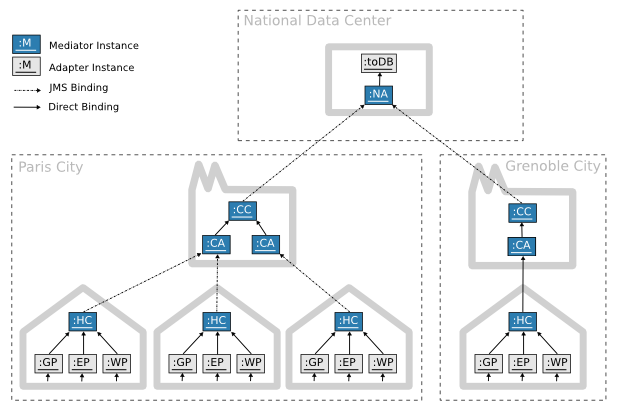 National Data Center
:M Mediator Instance
:M Adapter Instance
JMS Binding
Direct Binding
:toDB
:NA
Paris City
Grenoble City
:CC
:CA :CA
:CC
:CA
:HC :HC :HC :HC
:GP :EP :WP :GP :EP :WP :GP :EP :WP :GP :EP :WP